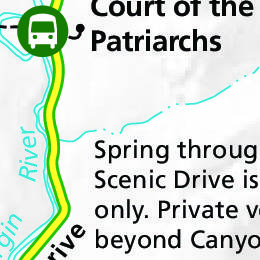 Court of the
Patriarchs
River
Spring throug
Scenic Drive is
only. Private v
beyond Canyo
gin
rive